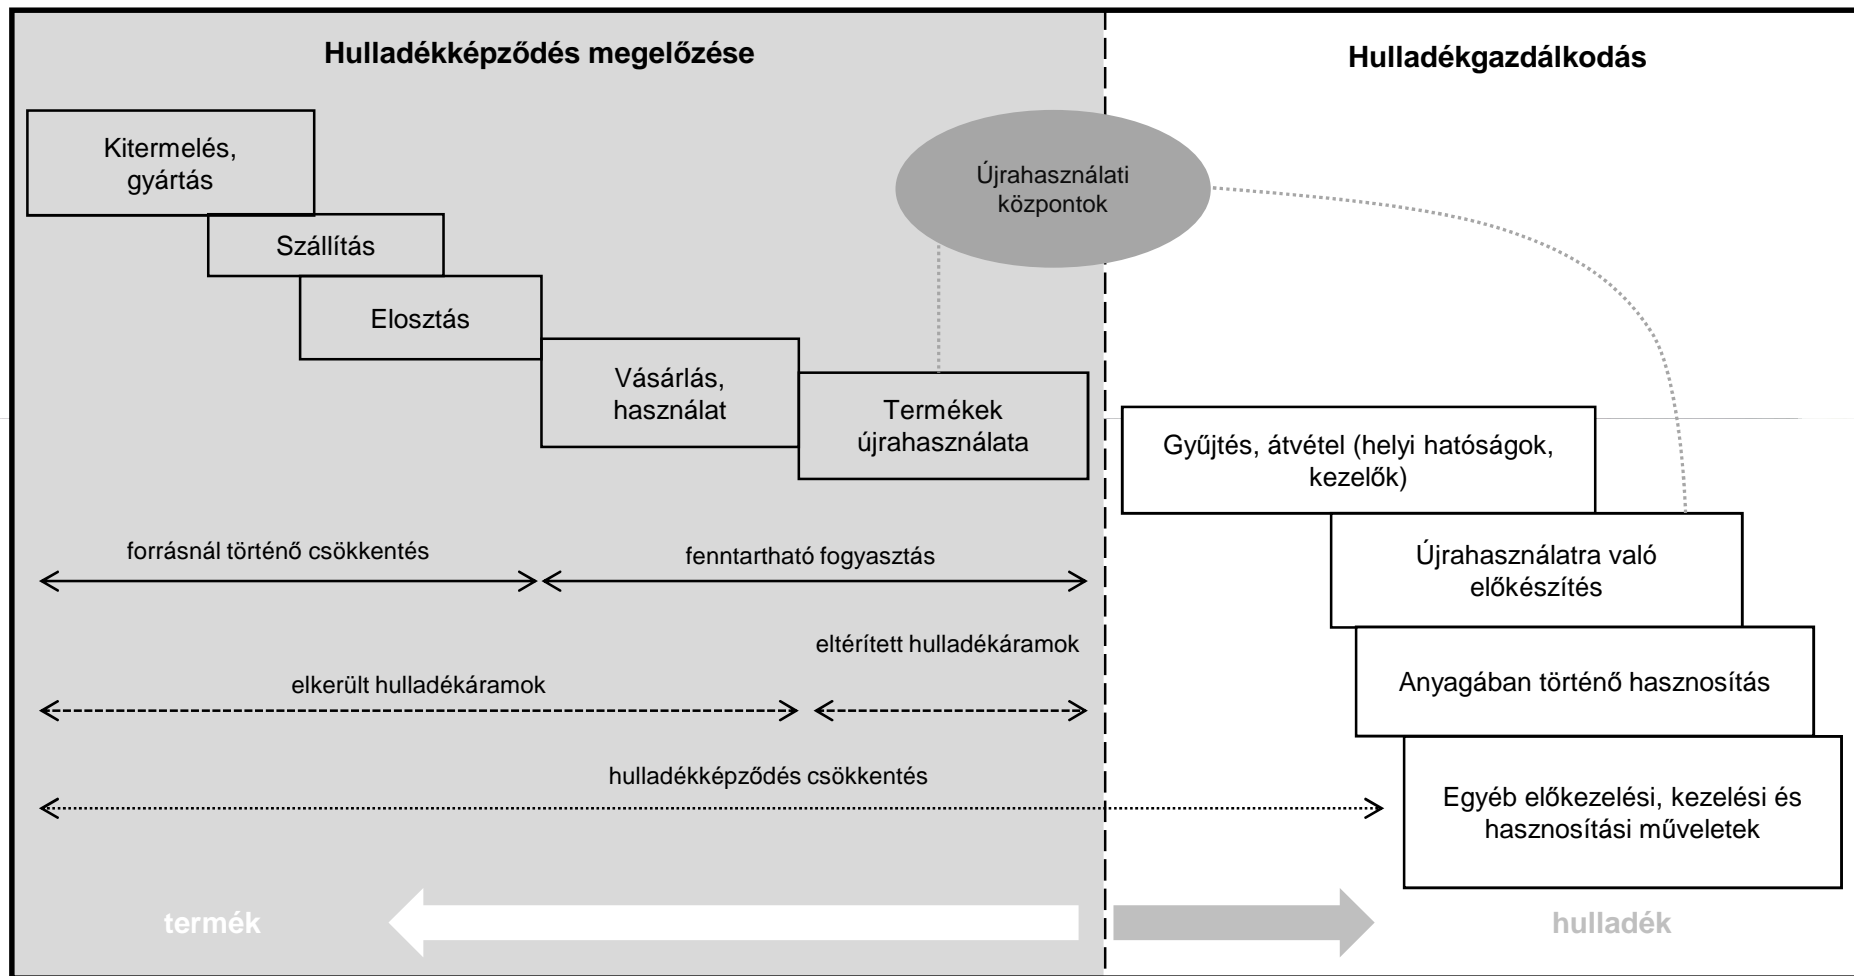 Hulladékképződés megelőzése
Hulladékgazdálkodás
Kitermelés,
gyártás
Szállítás
Elosztás
Vásárlás,
használat
Termékek
újrahasználata
Újrahasználati
központok
Gyűjtés, átvétel (helyi hatóságok,
kezelők)
Újrahasználatra való
előkészítés
Anyagában történő hasznosítás
Egyéb előkezelési, kezelési és
hasznosítási műveletek
forrásnál történő csökkentés
fenntartható fogyasztás
eltérített hulladékáramok
elkerült hulladékáramok
hulladékképződés csökkentés
termék
hulladék